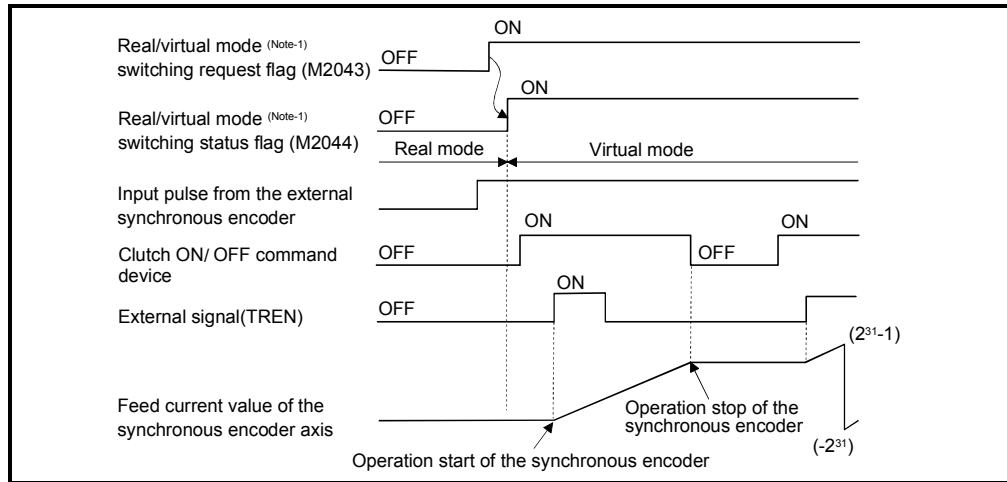 Real/virtual mode (Note-1)
switching request flag (M2043)
OFF
ON
Real/virtual mode (Note-1)
switching status flag (M2044)
OFF
ON
Real mode
Virtual mode
Input pulse from the external
synchronous encoder
Clutch ON/ OFF command
device
OFF
ON
OFF
ON
External signal(TREN)
OFF
ON
(2³¹-1)
Feed current value of the
synchronous encoder axis
Operation stop of the
synchronous encoder
(-2³¹)
Operation start of the synchronous encoder